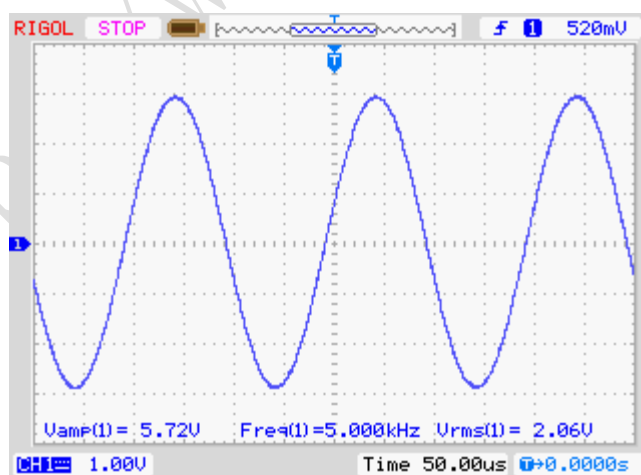 RIGOL STOP T f 1 520mV
T
1
Vamp(1)= 5.72V Freq(1)=5.000kHz Vrms(1)= 2.06V
CH1 1.00V Time 50.00us T→0.0000s